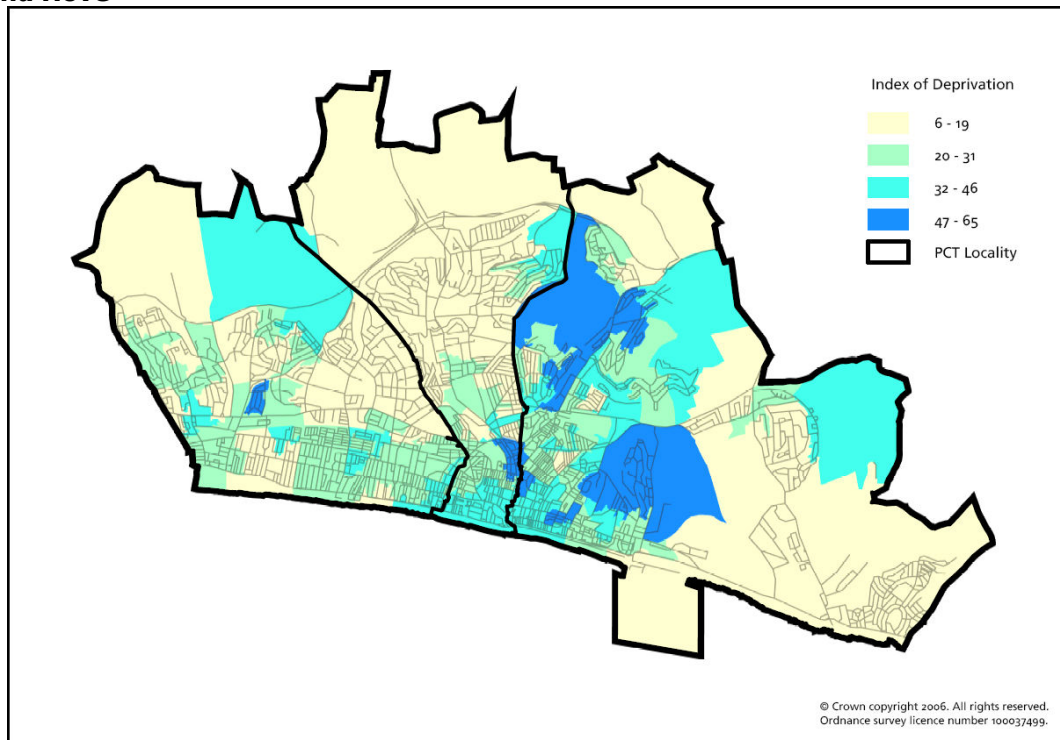 Index of Deprivation
6 - 19
20 - 31
32 - 46
47 - 65
PCT Locality
© Crown copyright 2006. All rights reserved.
Ordnance survey licence number 100037499.